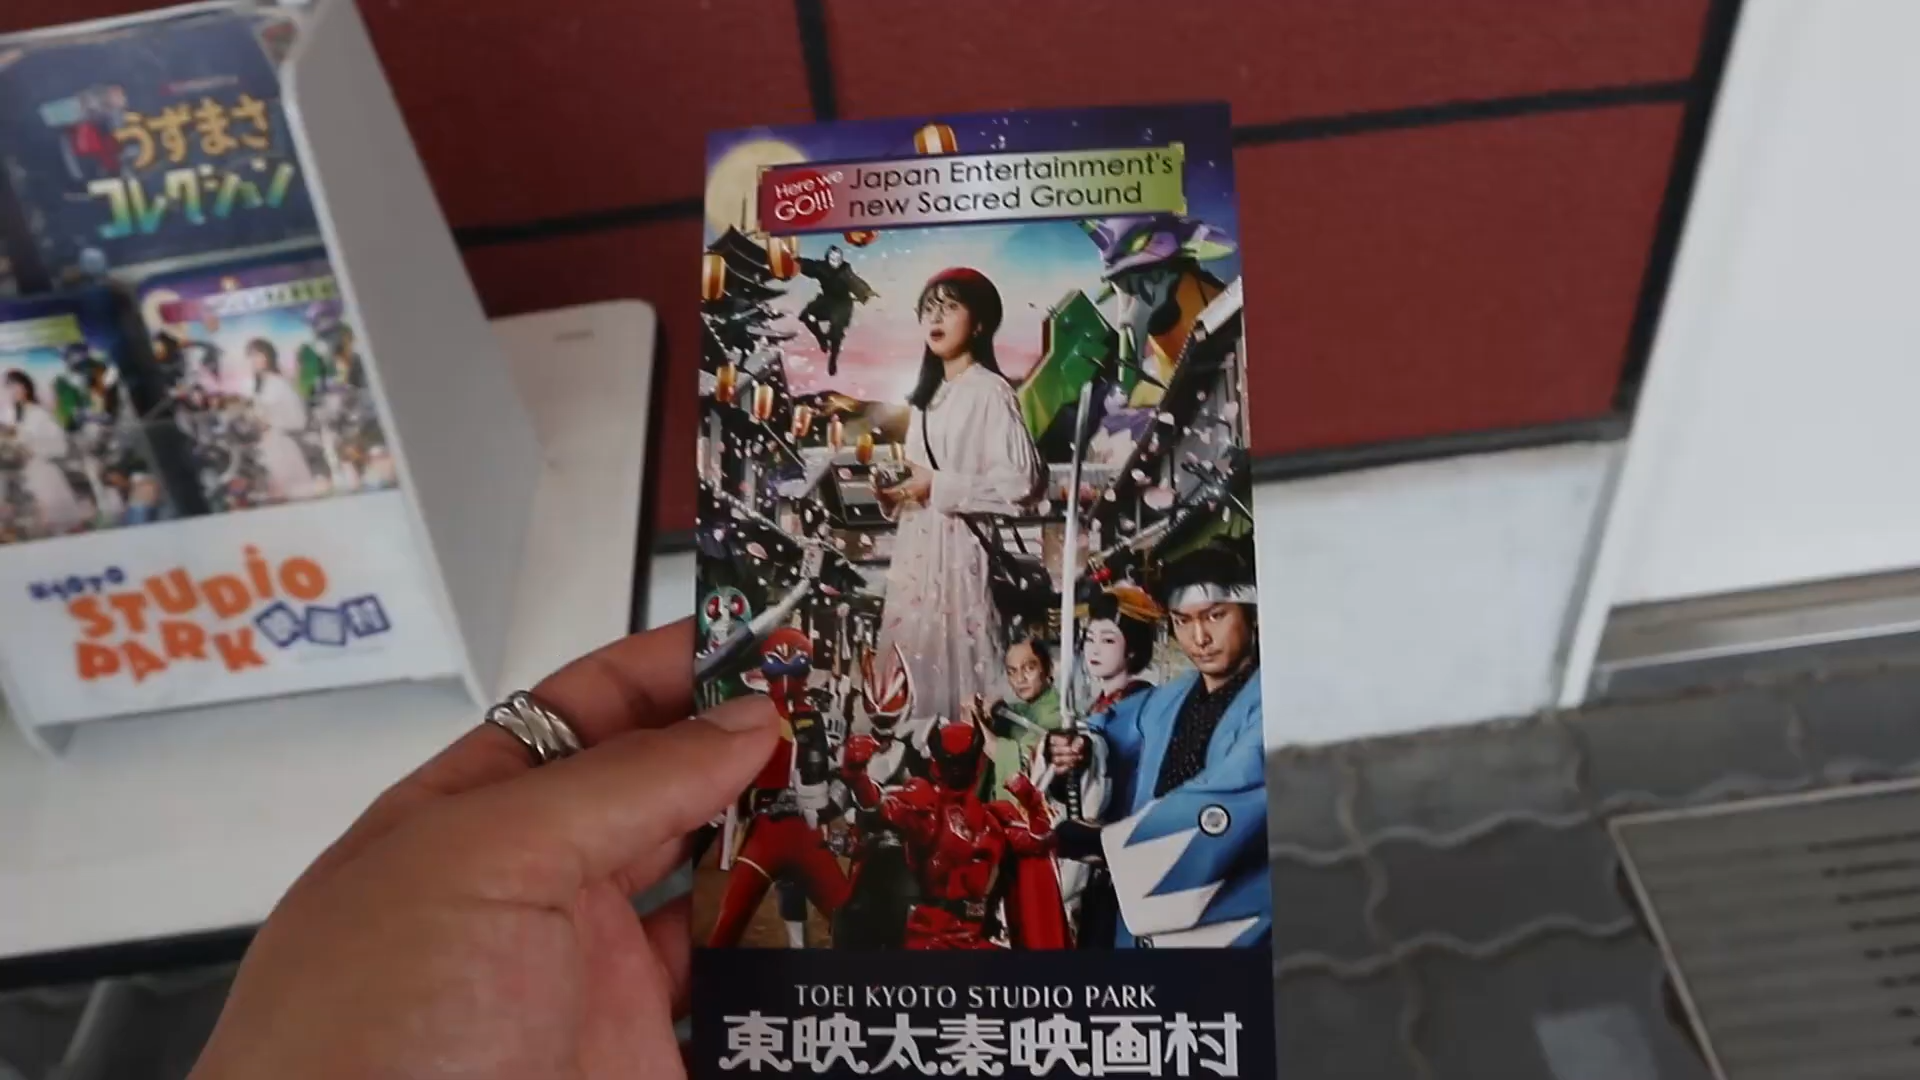 うずまさ
コレクション
KYOTO
STUDIO
PARK
Here we
GO!!!
Japan Entertainment's
new Sacred Ground
TOEI KYOTO STUDIO PARK
東映太秦映画村